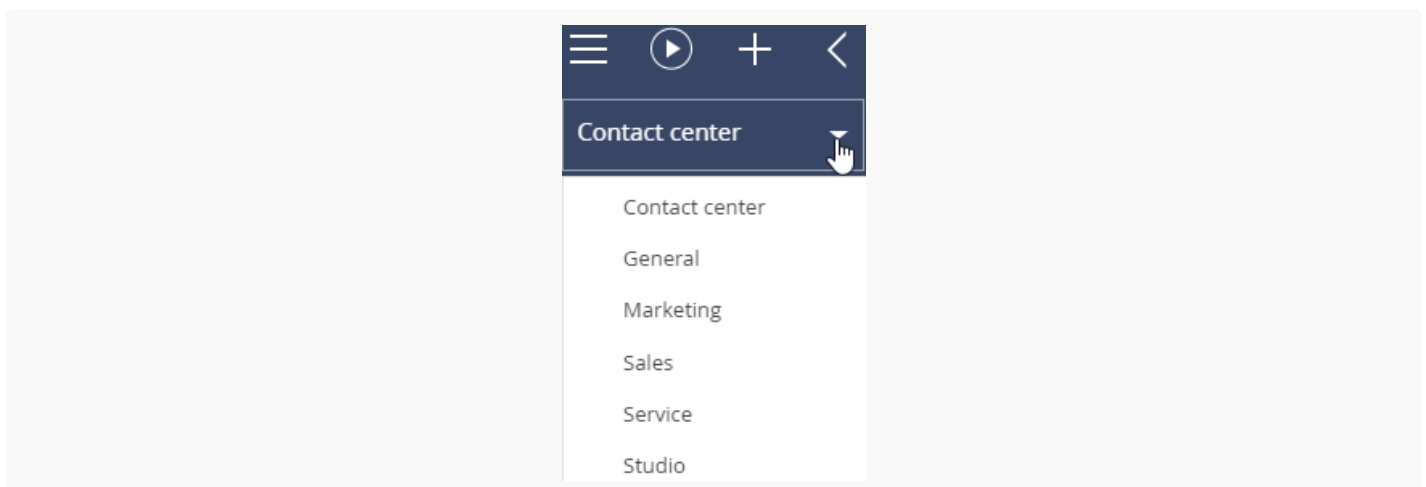 Contact center
Contact center
General
Marketing
Sales
Service
Studio